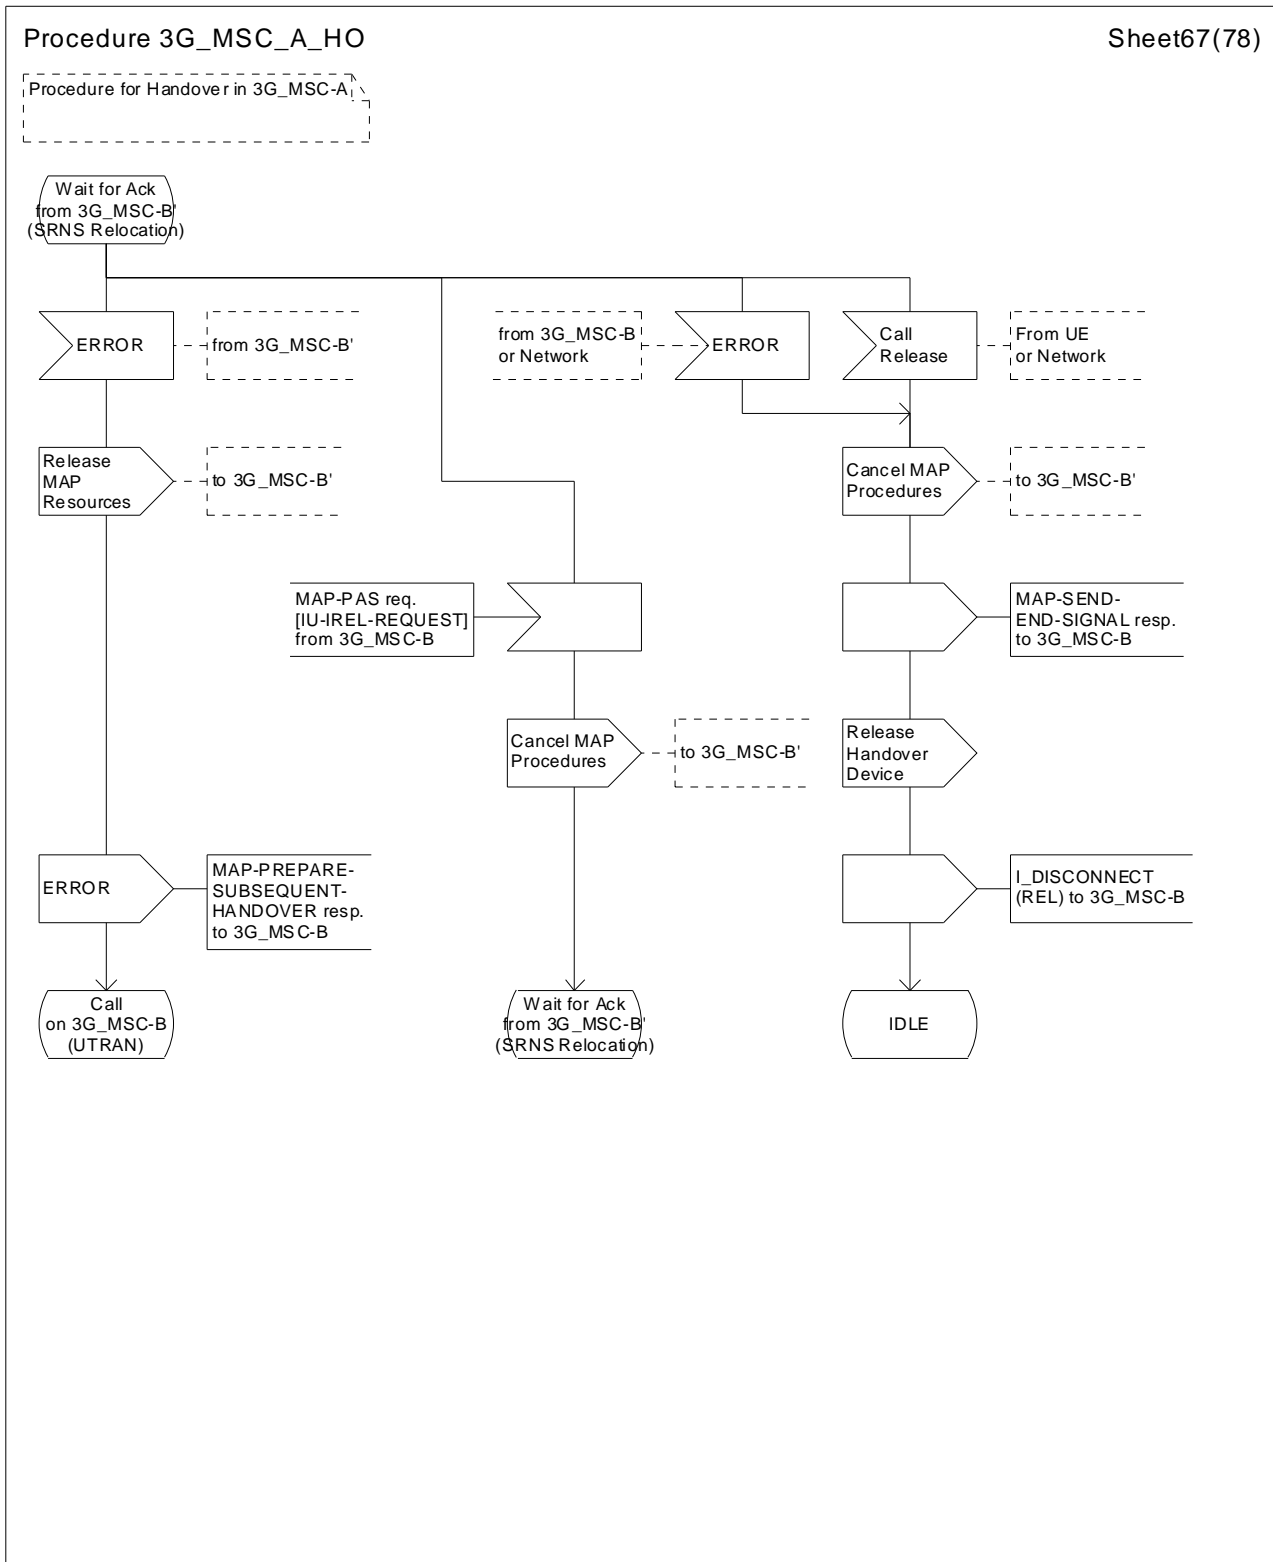 Procedure 3G_MSC_A_HO
Sheet67(78)
Procedure for Handover in 3G_MSC-A
Wait for Ack
from 3G_MSC-B'
(SRNS Relocation)
ERROR
from 3G_MSC-B'
from 3G_MSC-B
or Network
ERROR
Call
Release
From UE
or Network
Release
MAP
Resources
to 3G_MSC-B'
Cancel MAP
Procedures
to 3G_MSC-B'
MAP-PAS req.
[IU-IREL-REQUEST]
from 3G_MSC-B
MAP-SEND-
END-SIGNAL resp.
to 3G_MSC-B
Cancel MAP
Procedures
to 3G_MSC-B'
Release
Handover
Device
ERROR
MAP-PREPARE-
SUBSEQUENT-
HANDOVER resp.
to 3G_MSC-B
I_DISCONNECT
(REL) to 3G_MSC-B
Call
on 3G_MSC-B
(UTRAN)
Wait for Ack
from 3G_MSC-B'
(SRNS Relocation)
IDLE